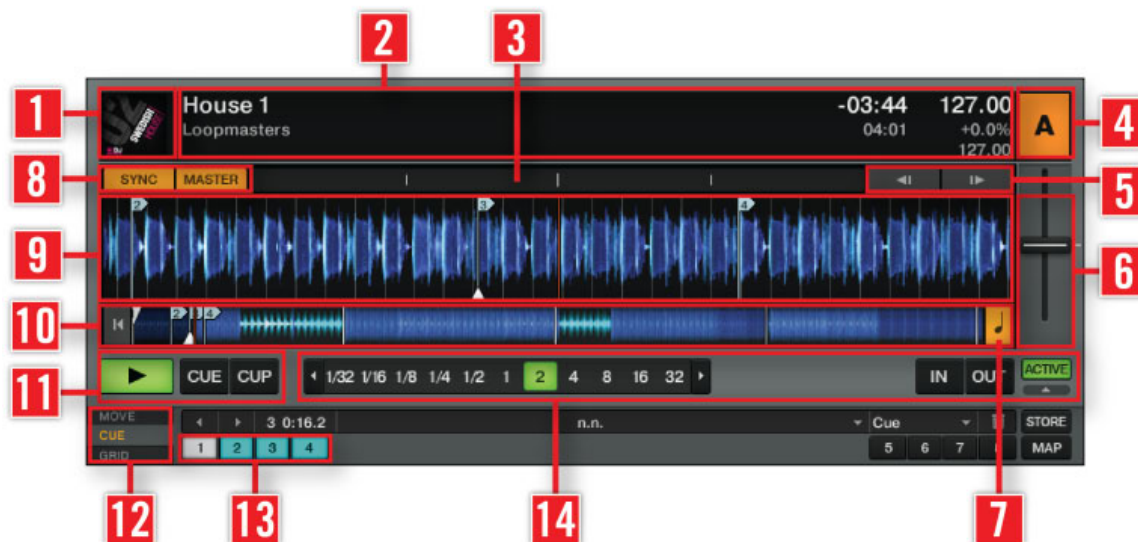 2
3
1
House 1
Loopmasters
-03:44
04:01
127.00
+0.0%
127.00
A
4
SWEDISH HOUSE
8
SYNC
MASTER
5
9
2
3
4
6
10
2
4
11
CUE
CUP
1/32 1/16 1/8 1/4 1/2 1 2 4 8 16 32
IN
OUT
ACTIVE
MOVE
CUE
GRID
3 0:16.2
n.n.
Cue
STORE
1 2 3 4
5 6 7
MAP
12
13
14
7